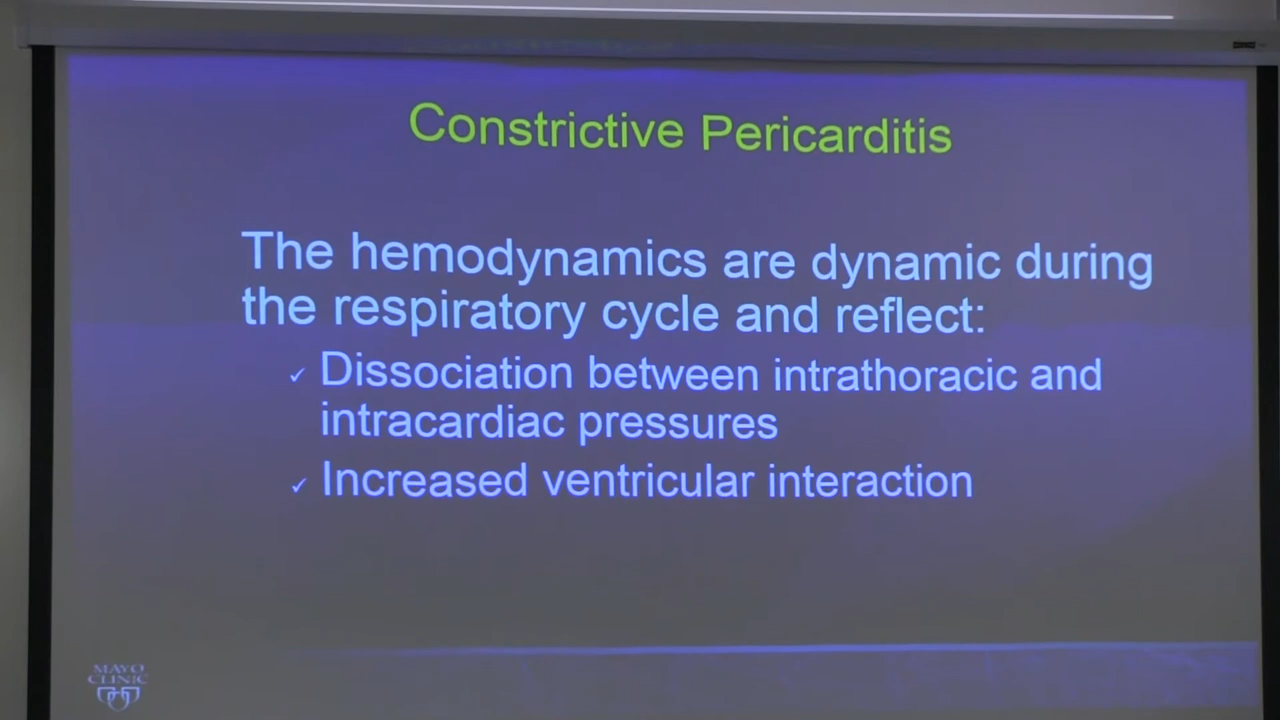 Constrictive Pericarditis
The hemodynamics are dynamic during
the respiratory cycle and reflect:
✓ Dissociation between intrathoracic and
intracardiac pressures
✓ Increased ventricular interaction
MAYO
CLINIC